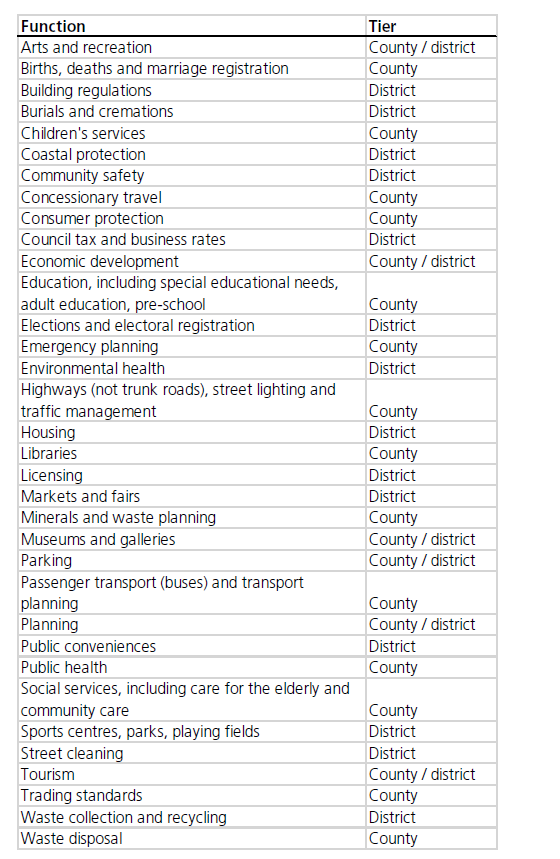 Function Tier
Arts and recreation County / district
Births, deaths and marriage registration County
Building regulations District
Burials and cremations District
Children's services County
Coastal protection District
Community safety District
Concessionary travel County
Consumer protection County
Council tax and business rates District
Economic development County / district
Education, including special educational needs,
adult education, pre-school County
Elections and electoral registration District
Emergency planning County
Environmental health District
Highways (not trunk roads), street lighting and
traffic management County
Housing District
Libraries County
Licensing District
Markets and fairs District
Minerals and waste planning County
Museums and galleries County / district
Parking County / district
Passenger transport (buses) and transport
planning County
Planning County / district
Public conveniences District
Public health County
Social services, including care for the elderly and
community care County
Sports centres, parks, playing fields District
Street cleaning District
Tourism County / district
Trading standards County
Waste collection and recycling District
Waste disposal County